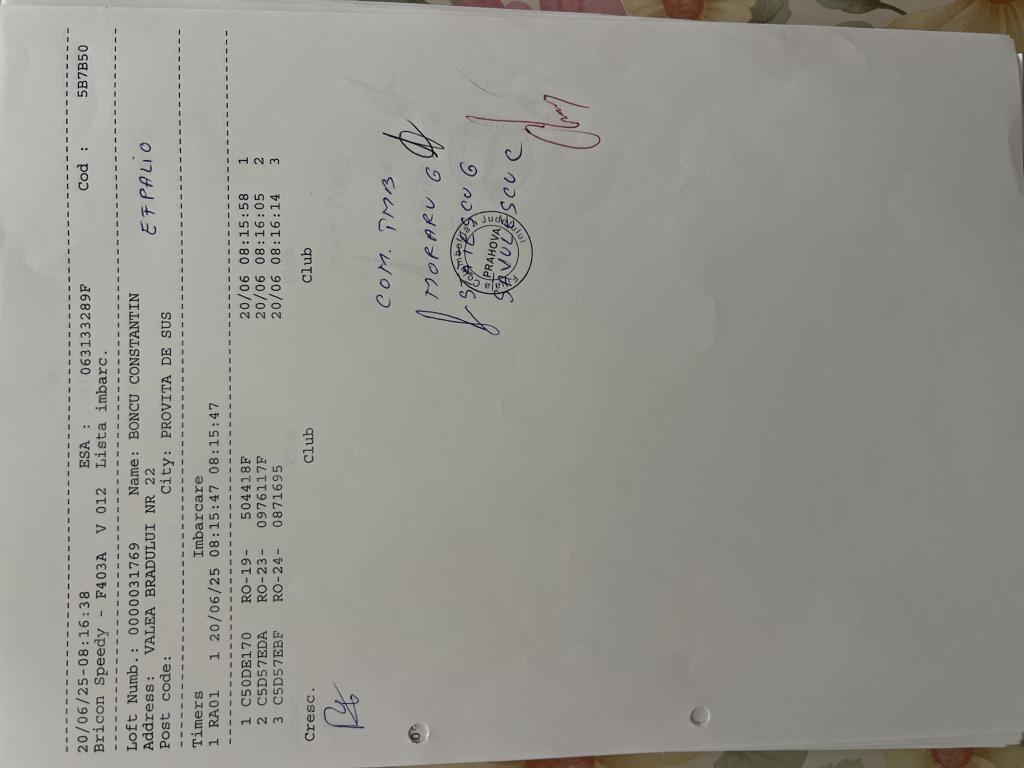 --------------------------------------------------------------------------------
20/06/25-08:16:38 ESA : 063133289F Cod : 5B7B50
Bricon Speedy - F403A V 012 Lista imbarc.
--------------------------------------------------------------------------------
Loft Numb.: 0000031769 Name: BONCU CONSTANTIN
Address: VALEA BRADULUI NR 22
Post code: City: PROVITA DE SUS
EFPALIO
--------------------------------------------------------------------------------
Timers Imbarcare
1 RA01 1 20/06/25 08:15:47 08:15:47
--------------------------------------------------------------------------------
1 C50DE170 RO-19- 504418F 20/06 08:15:58 1
2 C5D57EDA RO-23- 0976117F 20/06 08:16:05 2
3 C5D57EBF RO-24- 0871695 20/06 08:16:14 3
Cresc. Club Club
COM. IMB
MORARU G
STATESCU G
PRAHOVA
SAVULESCU C